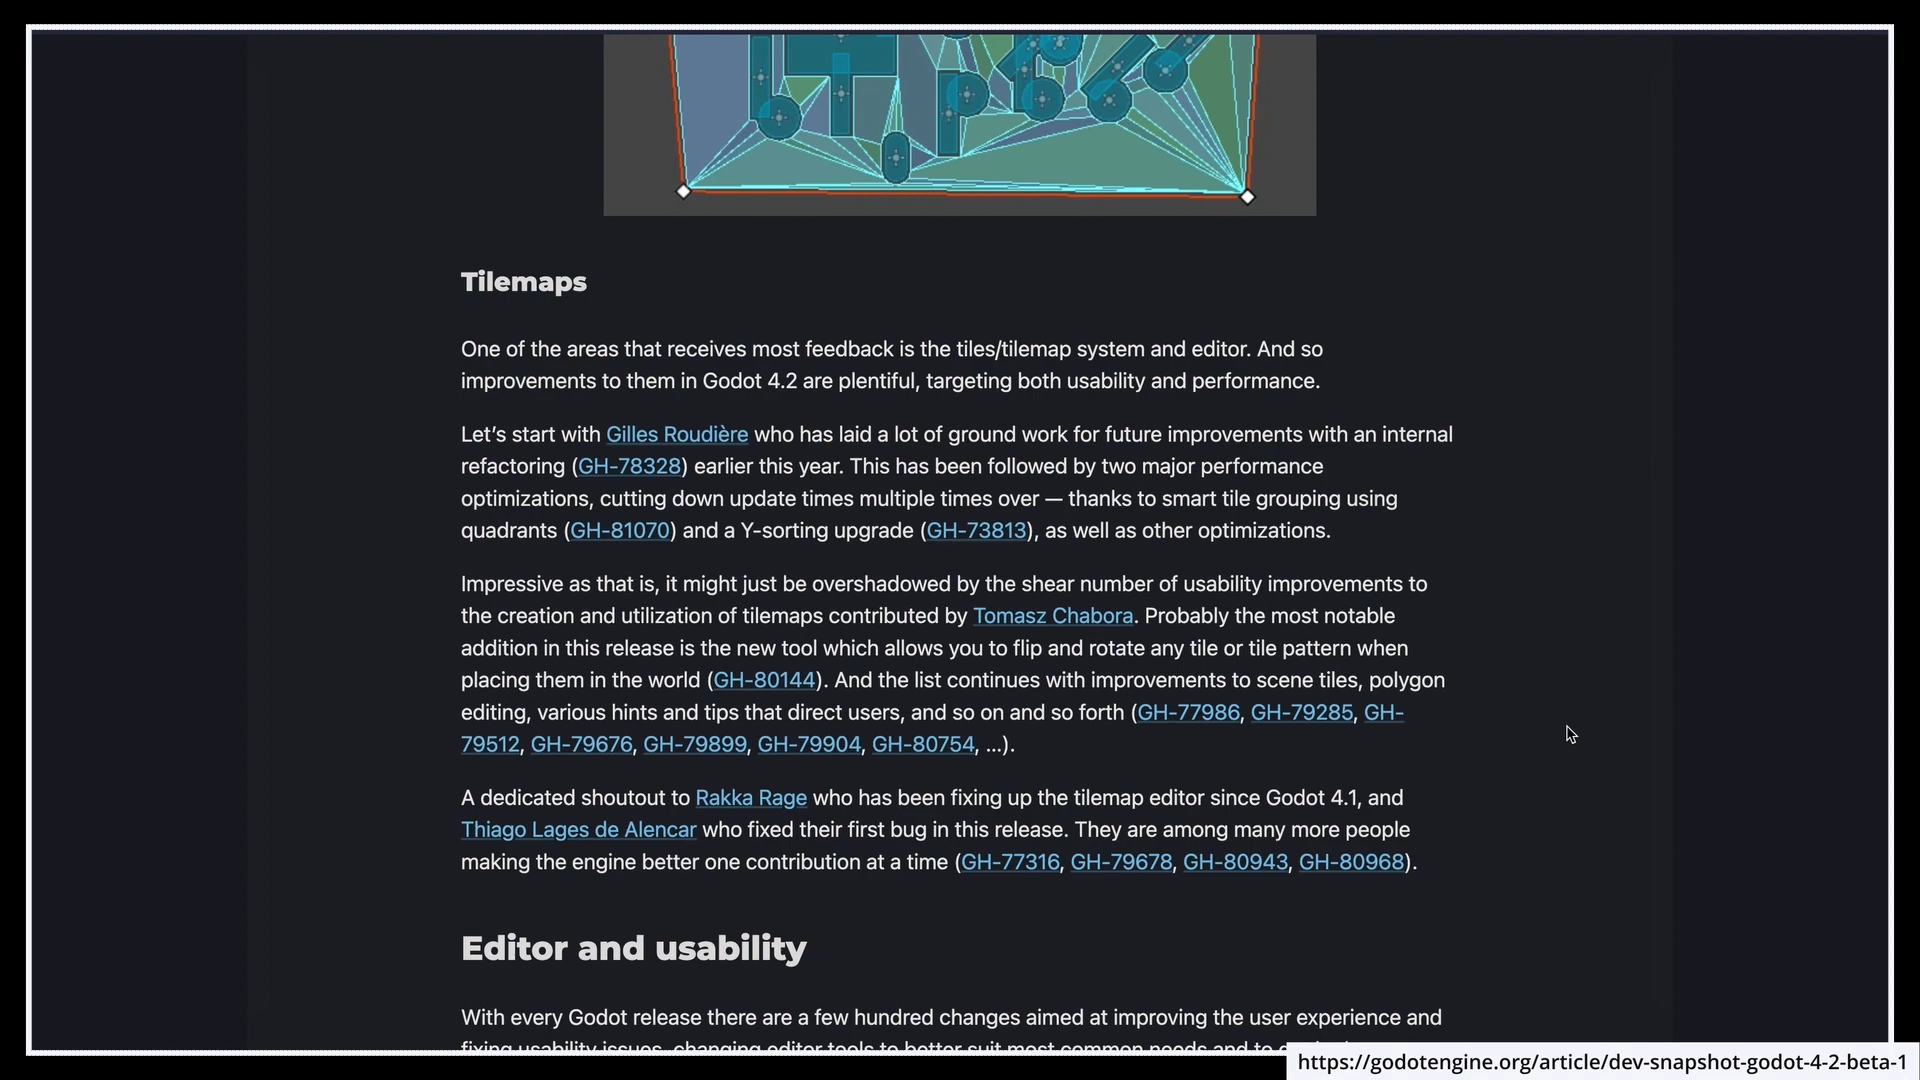 Tilemaps
One of the areas that receives most feedback is the tiles/tilemap system and editor. And so
improvements to them in Godot 4.2 are plentiful, targeting both usability and performance.
Let’s start with Gilles Roudière who has laid a lot of ground work for future improvements with an internal
refactoring (GH-78328) earlier this year. This has been followed by two major performance
optimizations, cutting down update times multiple times over — thanks to smart tile grouping using
quadrants (GH-81070) and a Y-sorting upgrade (GH-73813), as well as other optimizations.
Impressive as that is, it might just be overshadowed by the shear number of usability improvements to
the creation and utilization of tilemaps contributed by Tomasz Chabora. Probably the most notable
addition in this release is the new tool which allows you to flip and rotate any tile or tile pattern when
placing them in the world (GH-80144). And the list continues with improvements to scene tiles, polygon
editing, various hints and tips that direct users, and so on and so forth (GH-77986, GH-79285, GH-
79512, GH-79676, GH-79899, GH-79904, GH-80754, ...).
A dedicated shoutout to Rakka Rage who has been fixing up the tilemap editor since Godot 4.1, and
Thiago Lages de Alencar who fixed their first bug in this release. They are among many more people
making the engine better one contribution at a time (GH-77316, GH-79678, GH-80943, GH-80968).
Editor and usability
With every Godot release there are a few hundred changes aimed at improving the user experience and
fixing usability issues, changing editor tools to better suit most common needs and to
https://godotengine.org/article/dev-snapshot-godot-4-2-beta-1